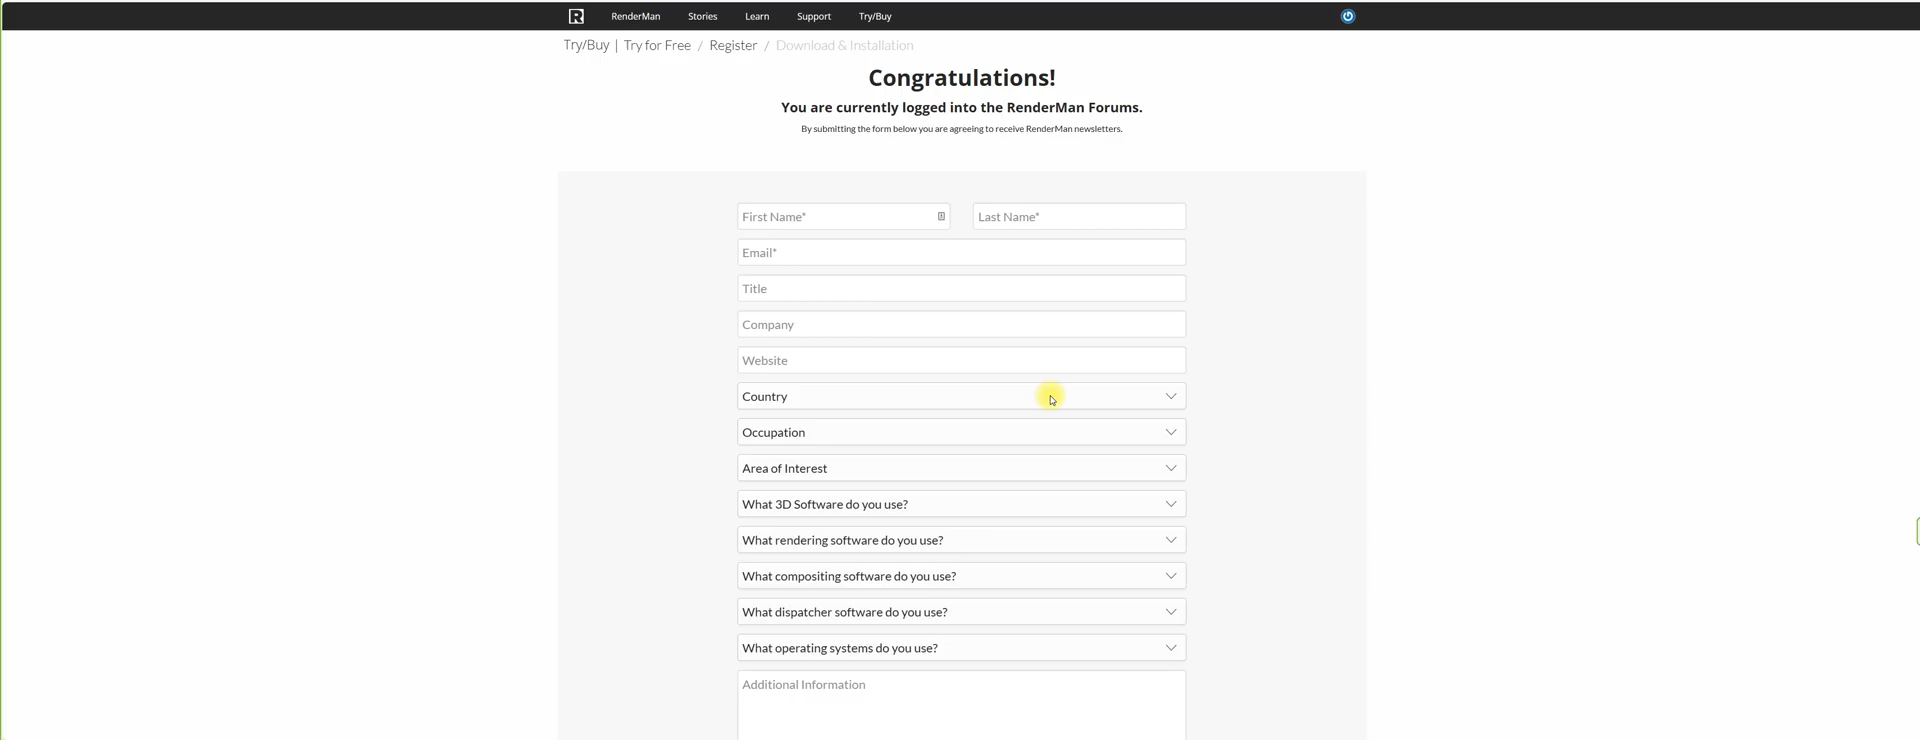 R RenderMan Stories Learn Support Try/Buy
Try/Buy | Try for Free / Register / Download & Installation
Congratulations!
You are currently logged into the RenderMan Forums.
By submitting the form below you are agreeing to receive RenderMan newsletters.
First Name* Last Name*
Email*
Title
Company
Website
Country
Occupation
Area of Interest
What 3D Software do you use?
What rendering software do you use?
What compositing software do you use?
What dispatcher software do you use?
What operating systems do you use?
Additional Information